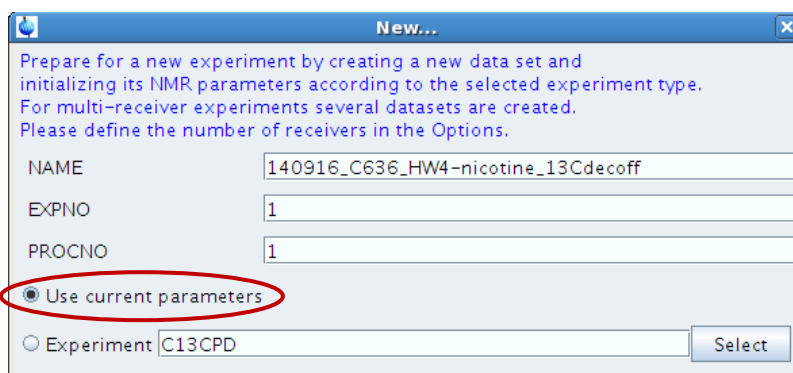 New...
Prepare for a new experiment by creating a new data set and
initializing its NMR parameters according to the selected experiment type.
For multi-receiver experiments several datasets are created.
Please define the number of receivers in the Options.
NAME 140916_C636_HW4-nicotine_13Cdecoff
EXPNO 1
PROCNO 1
Use current parameters
Experiment C13CPD Select